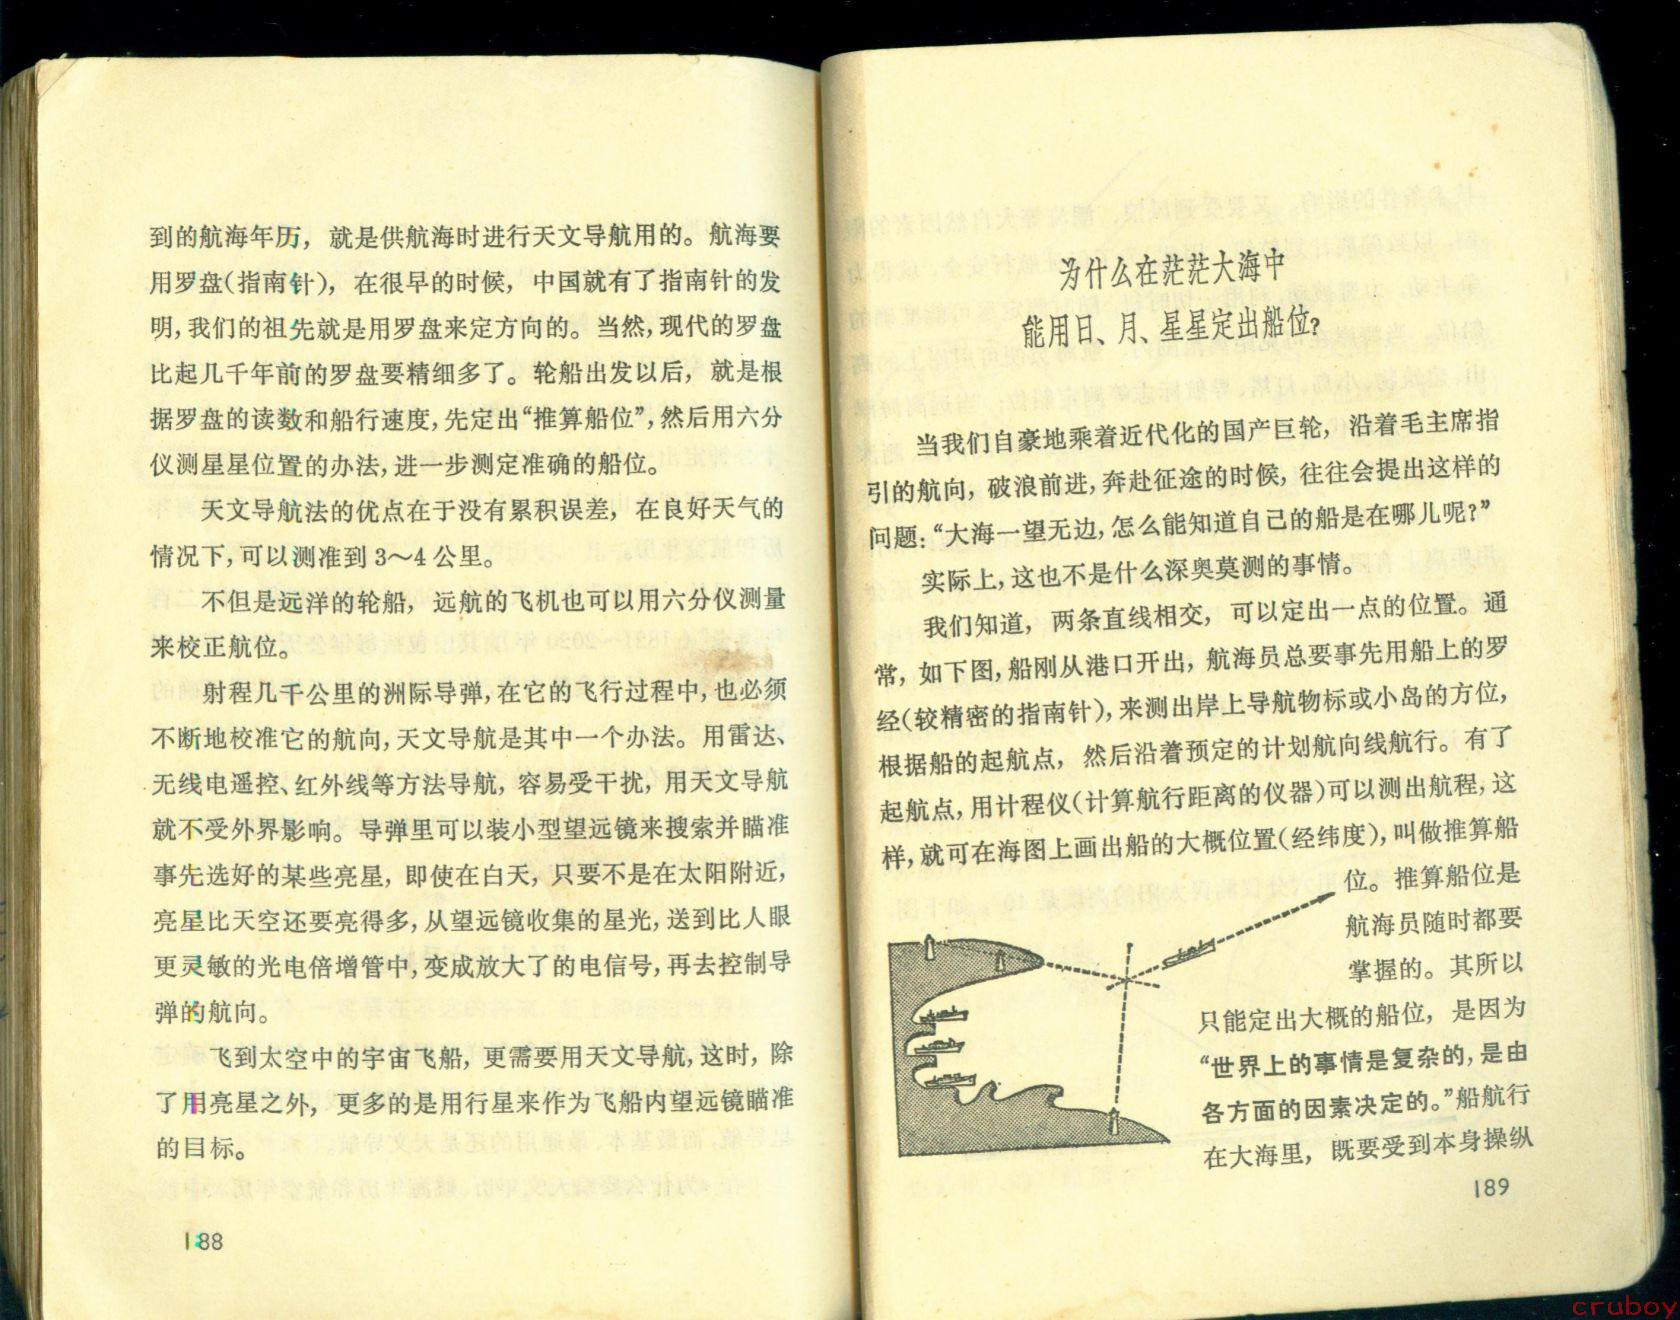 到的航海年历，就是供航海时进行天文导航用的。航海要
用罗盘(指南针)，在很早的时候，中国就有了指南针的发
明，我们的祖先就是用罗盘来定方向的。当然，现代的罗盘
比起几千年前的罗盘要精细多了。轮船出发以后，就是根
据罗盘的读数和船行速度，先定出“推算船位”，然后用六分
仪测星星位置的办法，进一步测定准确的船位。
天文导航法的优点在于没有累积误差，在良好天气的
情况下，可以测准到3～4公里。
不但是远洋的轮船，远航的飞机也可以用六分仪测量
来校正航位。
射程几千公里的洲际导弹，在它的飞行过程中，也必须
不断地校准它的航向，天文导航是其中一个办法。用雷达、
无线电遥控、红外线等方法导航，容易受干扰，用天文导航
就不受外界影响。导弹里可以装小型望远镜来搜索并瞄准
事先选好的某些亮星，即使在白天，只要不是在太阳附近，
亮星比天空还要亮得多，从望远镜收集的星光，送到比人眼
更灵敏的光电倍增管中，变成放大了的电信号，再去控制导
弹的航向。
飞到太空中的宇宙飞船，更需要用天文导航，这时，除
了用亮星之外，更多的是用行星来作为飞船内望远镜瞄准
的目标。
188
为什么在茫茫大海中
能用日、月、星星定出船位？
当我们自豪地乘着近代化的国产巨轮，沿着毛主席指
引的航向，破浪前进，奔赴征途的时候，往往会提出这样的
问题：“大海一望无边，怎么能知道自己的船是在哪儿呢？”
实际上，这也不是什么深奥莫测的事情。
我们知道，两条直线相交，可以定出一点的位置。通
常，如下图，船刚从港口开出，航海员总要事先用船上的罗
经(较精密的指南针)，来测出岸上导航物标或小岛的方位，
根据船的起航点，然后沿着预定的计划航向线航行。有了
起航点，用计程仪(计算航行距离的仪器)可以测出航程，这
样，就可在海图上画出船的大概位置(经纬度)，叫做推算船
位。推算船位是
航海员随时都要
掌握的。其所以
只能定出大概的船位，是因为
“世界上的事情是复杂的，是由
各方面的因素决定的。”船航行
在大海里，既要受到本身操纵
189
cruboy